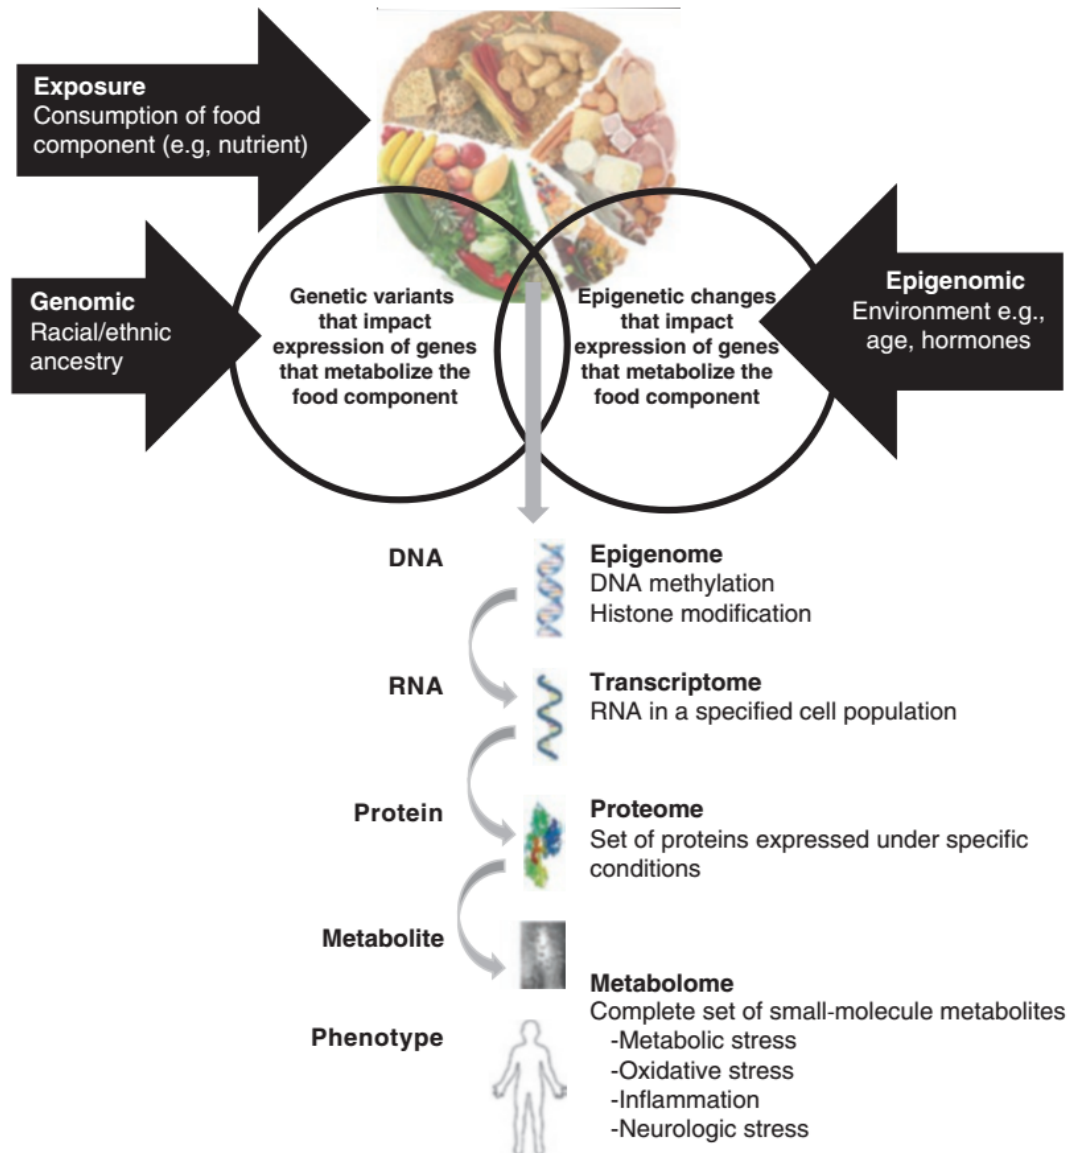 Exposure
Consumption of food
component (e.g, nutrient)
Genomic
Racial/ethnic
ancestry
Genetic variants
that impact
expression of genes
that metabolize the
food component
Epigenetic changes
that impact
expression of genes
that metabolize the
food component
Epigenomic
Environment e.g.,
age, hormones
DNA
Epigenome
DNA methylation
Histone modification
RNA
Transcriptome
RNA in a specified cell population
Protein
Proteome
Set of proteins expressed under specific
conditions
Metabolite
Metabolome
Complete set of small-molecule metabolites
-Metabolic stress
-Oxidative stress
-Inflammation
-Neurologic stress
Phenotype